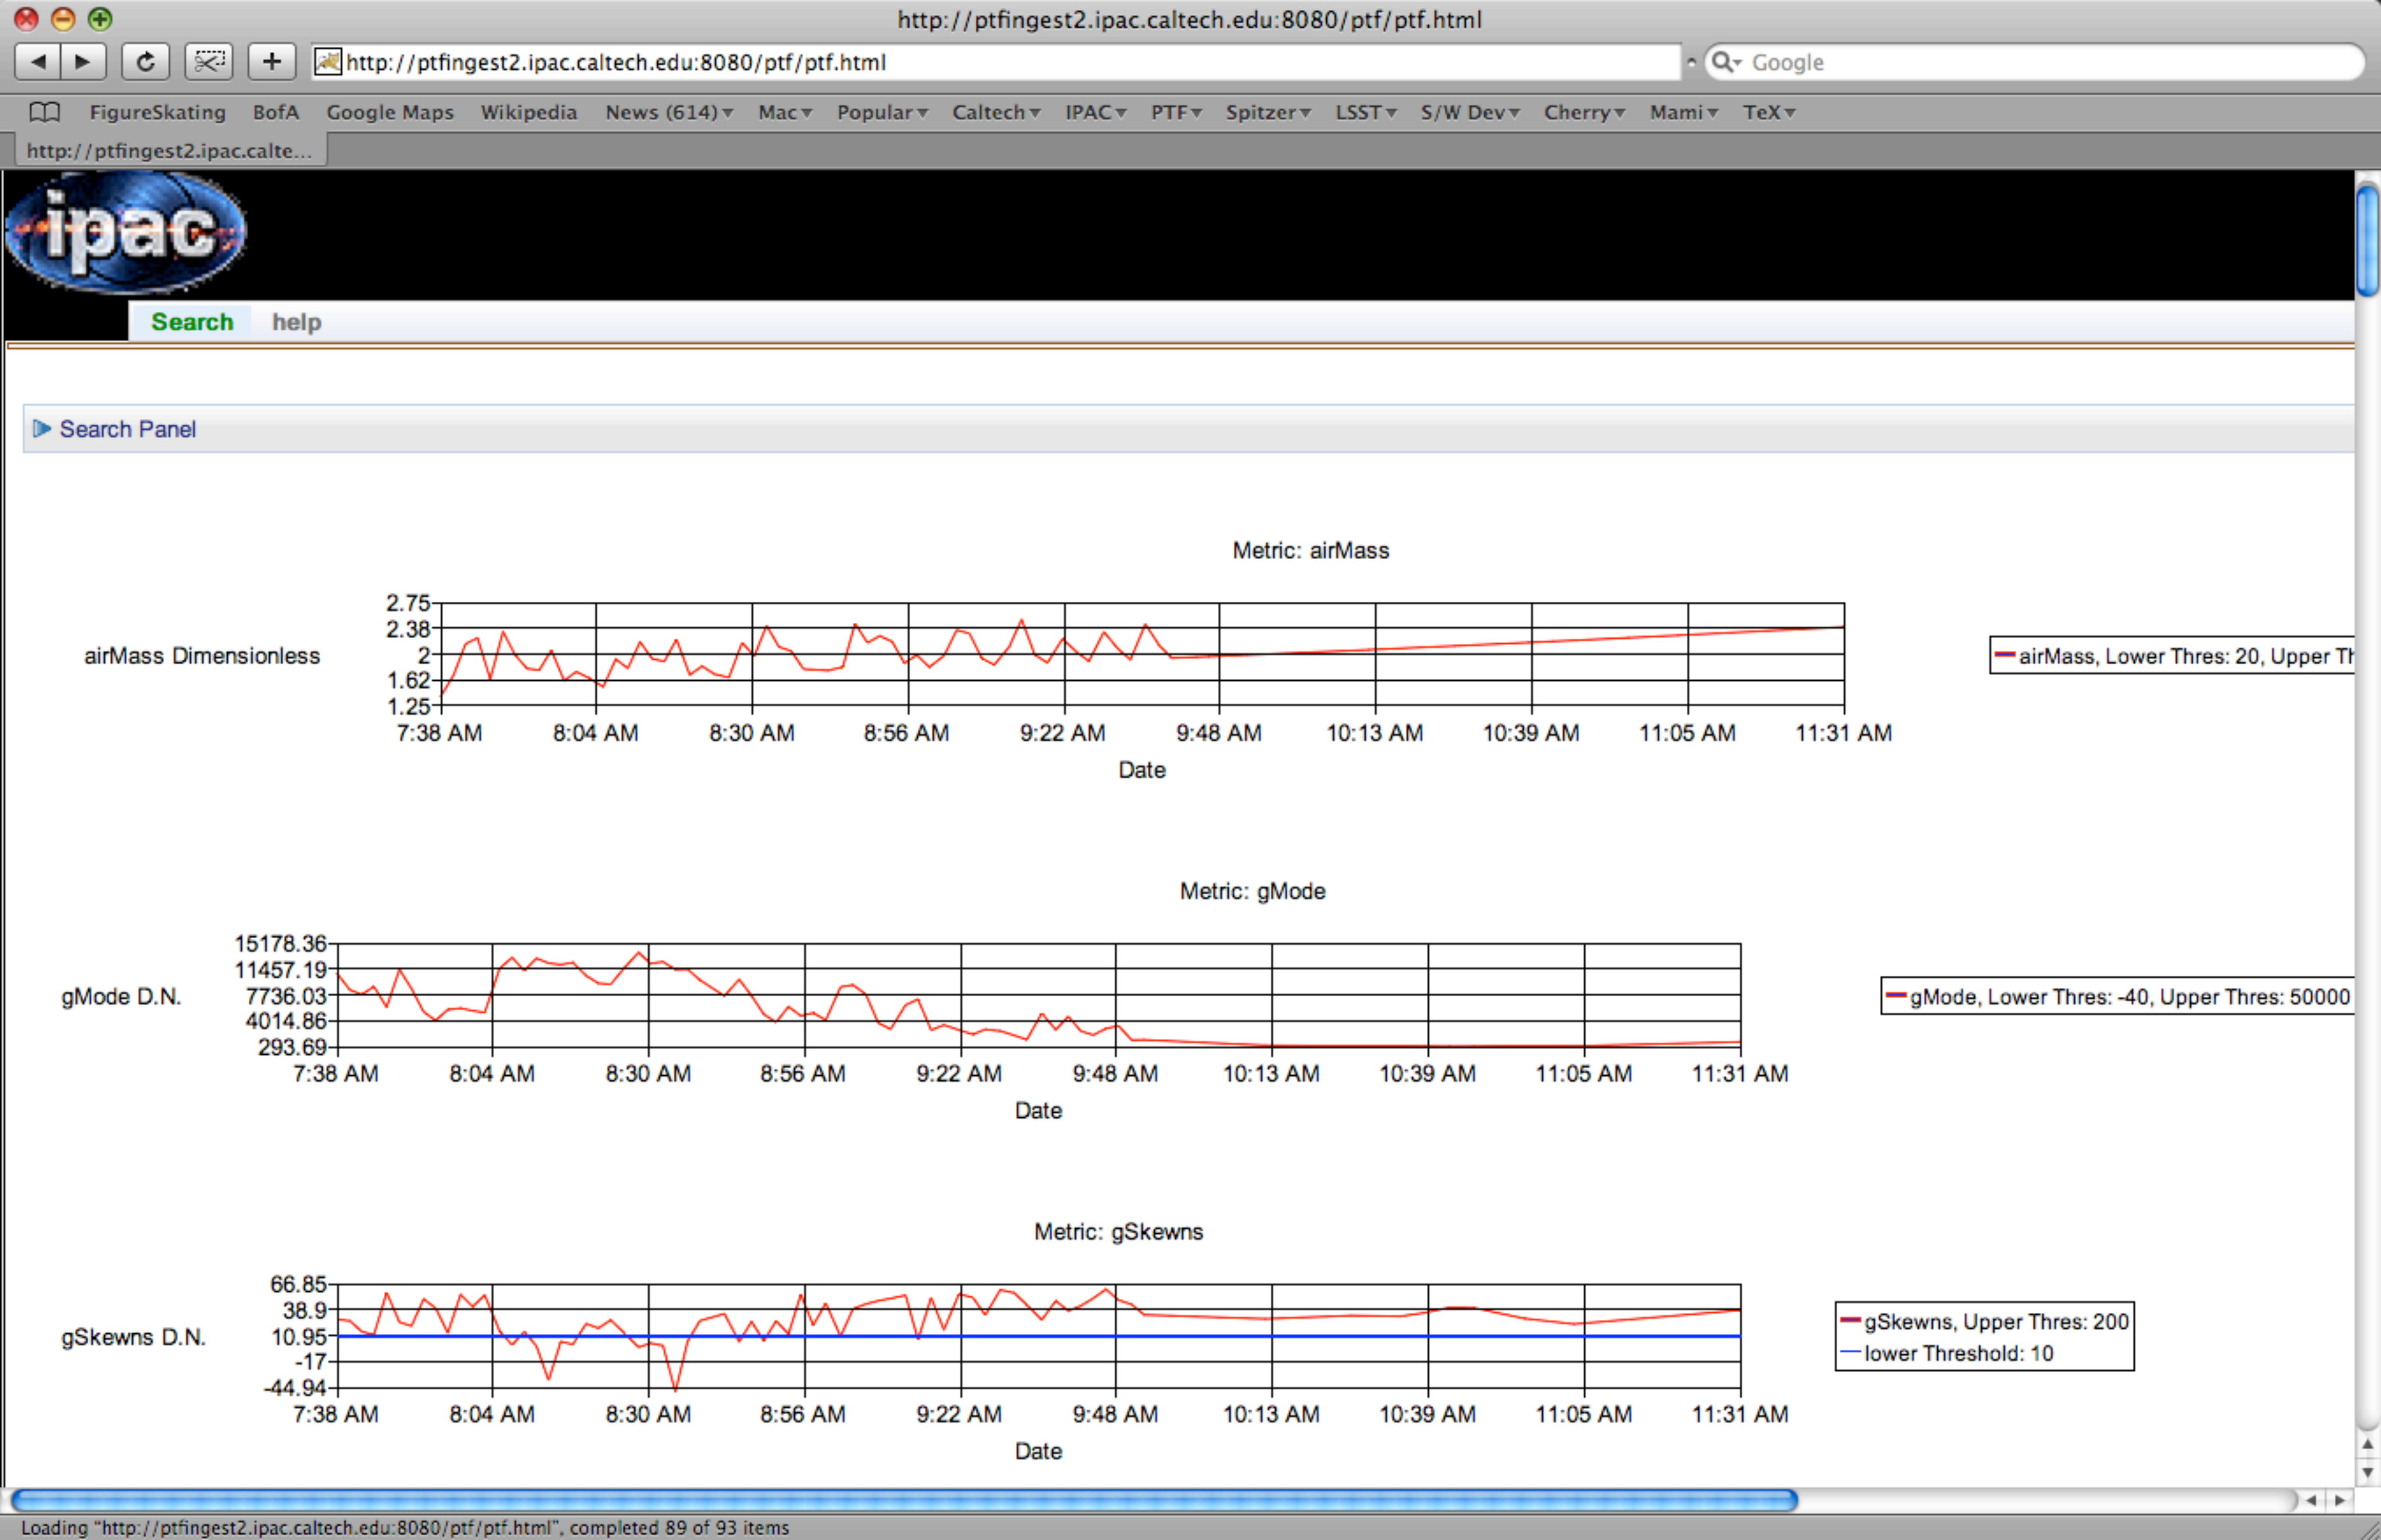 http://ptfingest2.ipac.caltech.edu:8080/ptf/ptf.html
http://ptfingest2.ipac.caltech.edu:8080/ptf/ptf.html
Google
FigureSkating BofA Google Maps Wikipedia News (614) Mac Popular Caltech IPAC PTF Spitzer LSST S/W Dev Cherry Mami TeX
http://ptfingest2.ipac.calte...
ipac
Search help
Search Panel
Metric: airMass
airMass Dimensionless
2.75
2.38
2
1.62
1.25
7:38 AM 8:04 AM 8:30 AM 8:56 AM 9:22 AM 9:48 AM 10:13 AM 10:39 AM 11:05 AM 11:31 AM
Date
airMass, Lower Thres: 20, Upper Th
Metric: gMode
gMode D.N.
15178.36
11457.19
7736.03
4014.86
293.69
7:38 AM 8:04 AM 8:30 AM 8:56 AM 9:22 AM 9:48 AM 10:13 AM 10:39 AM 11:05 AM 11:31 AM
Date
gMode, Lower Thres: -40, Upper Thres: 50000
Metric: gSkewns
gSkewns D.N.
66.85
38.9
10.95
-17
-44.94
7:38 AM 8:04 AM 8:30 AM 8:56 AM 9:22 AM 9:48 AM 10:13 AM 10:39 AM 11:05 AM 11:31 AM
Date
gSkewns, Upper Thres: 200
lower Threshold: 10
Loading "http://ptfingest2.ipac.caltech.edu:8080/ptf/ptf.html", completed 89 of 93 items